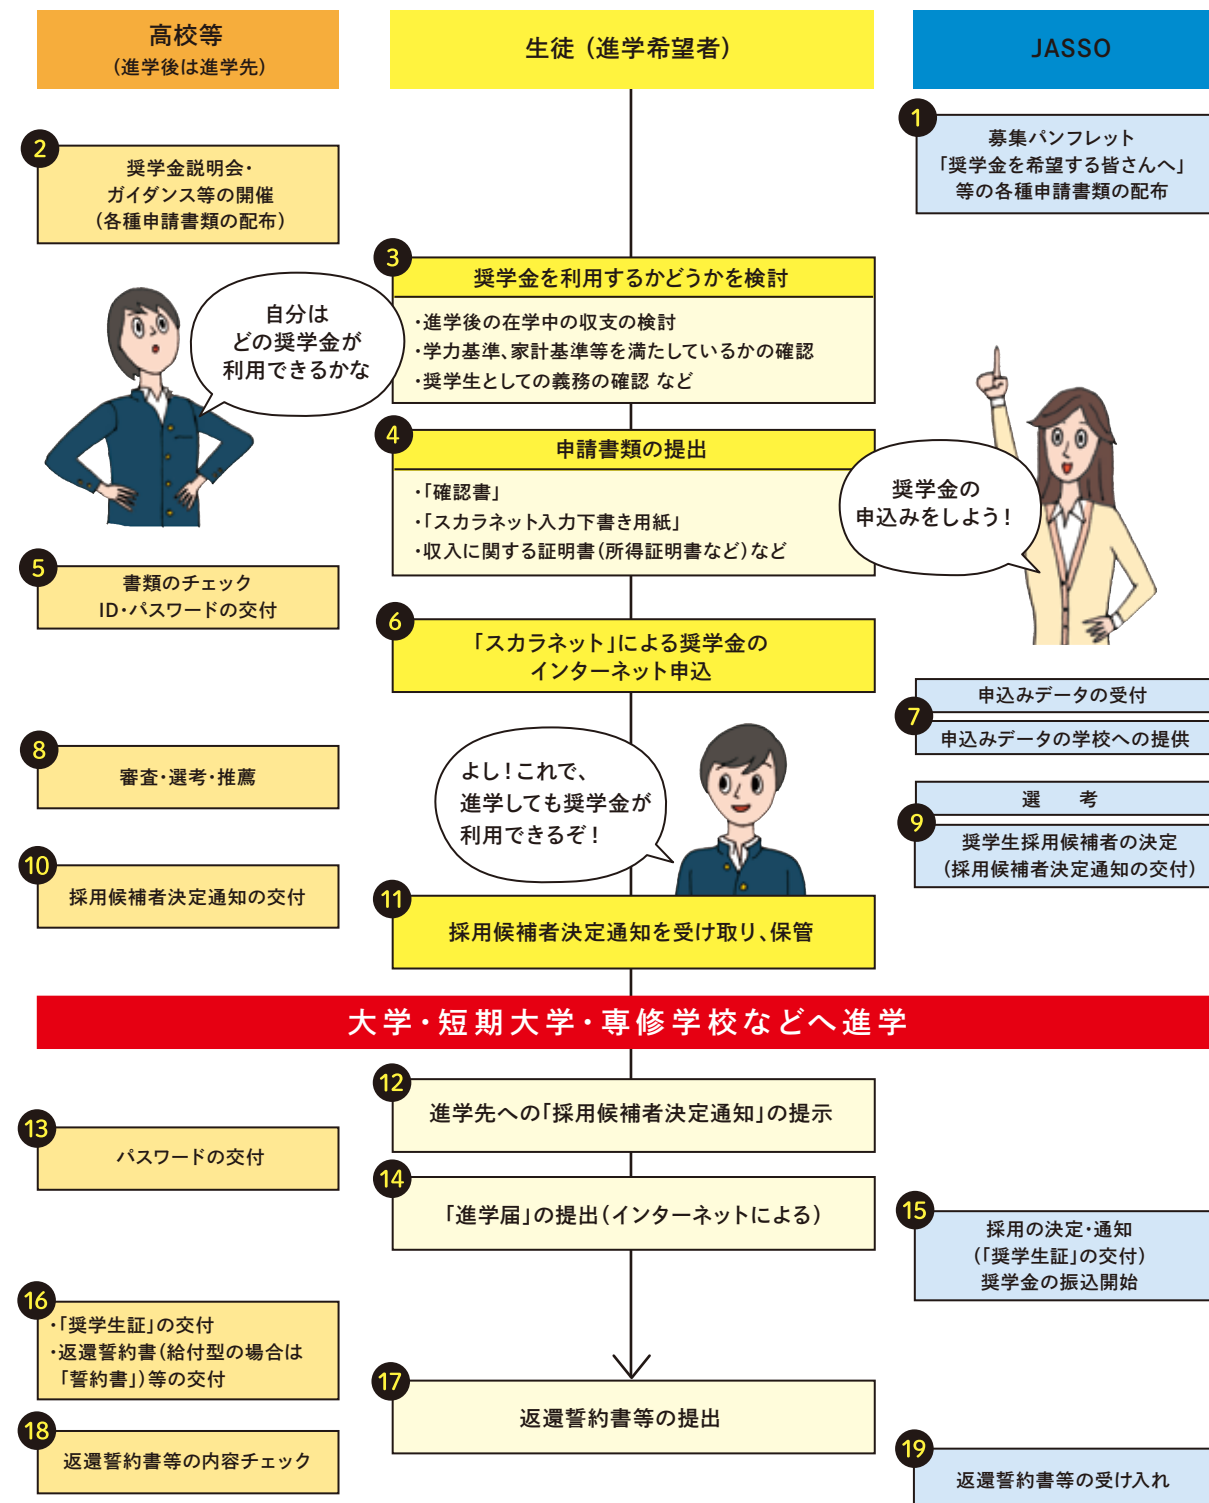 高校等
(進学後は進学先)
生徒(進学希望者)
JASSO
1
募集パンフレット
「奨学金を希望する皆さんへ」
等の各種申請書類の配布
2
奨学金説明会・
ガイダンス等の開催
(各種申請書類の配布)
3
奨学金を利用するかどうかを検討
・進学後の在学中の収支の検討
・学力基準、家計基準等を満たしているかの確認
・奨学生としての義務の確認 など
自分は
どの奨学金が
利用できるかな
4
申請書類の提出
・「確認書」
・「スカラネット入力下書き用紙」
・収入に関する証明書(所得証明書など)など
奨学金の
申込みをしよう!
5
書類のチェック
ID・パスワードの交付
6
「スカラネット」による奨学金の
インターネット申込
7
申込みデータの受付
申込みデータの学校への提供
8
審査・選考・推薦
よし!これで、
進学しても奨学金が
利用できるぞ!
9
選 考
奨学生採用候補者の決定
(採用候補者決定通知の交付)
10
採用候補者決定通知の交付
11
採用候補者決定通知を受け取り、保管
大学・短期大学・専修学校などへ進学
12
進学先への「採用候補者決定通知」の提示
13
パスワードの交付
14
「進学届」の提出(インターネットによる)
15
採用の決定・通知
(「奨学生証」の交付)
奨学金の振込開始
16
・「奨学生証」の交付
・返還誓約書(給付型の場合は
「誓約書」)等の交付
17
返還誓約書等の提出
18
返還誓約書等の内容チェック
19
返還誓約書等の受け入れ